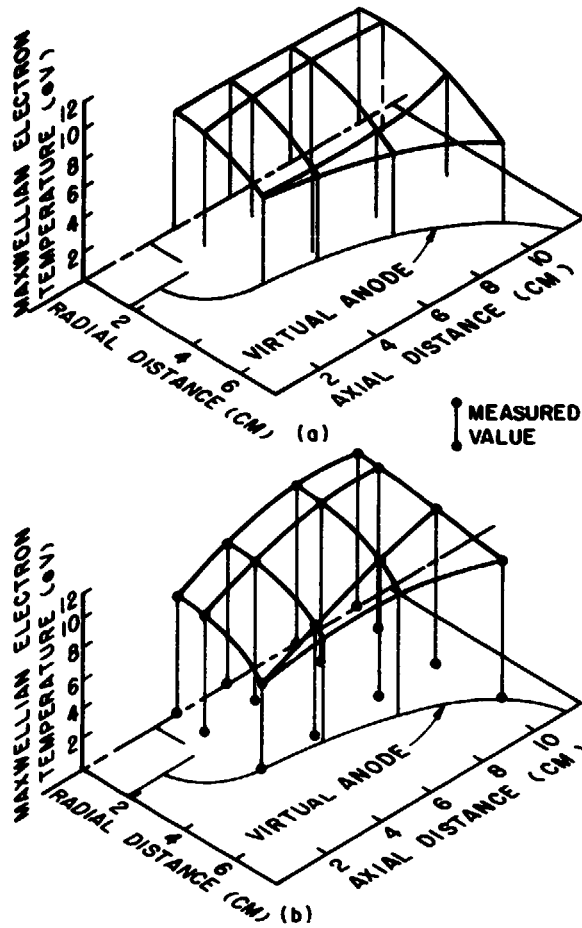 MAXWELLIAN ELECTRON
TEMPERATURE (eV)
12
10
8
6
4
2
RADIAL DISTANCE (CM)
2
4
6
VIRTUAL ANODE
AXIAL DISTANCE (CM)
2
4
6
8
10
(a)
MEASURED
VALUE
MAXWELLIAN ELECTRON
TEMPERATURE (eV)
12
10
8
6
4
2
RADIAL DISTANCE (CM)
2
4
6
VIRTUAL ANODE
AXIAL DISTANCE (CM)
2
4
6
8
10
(b)